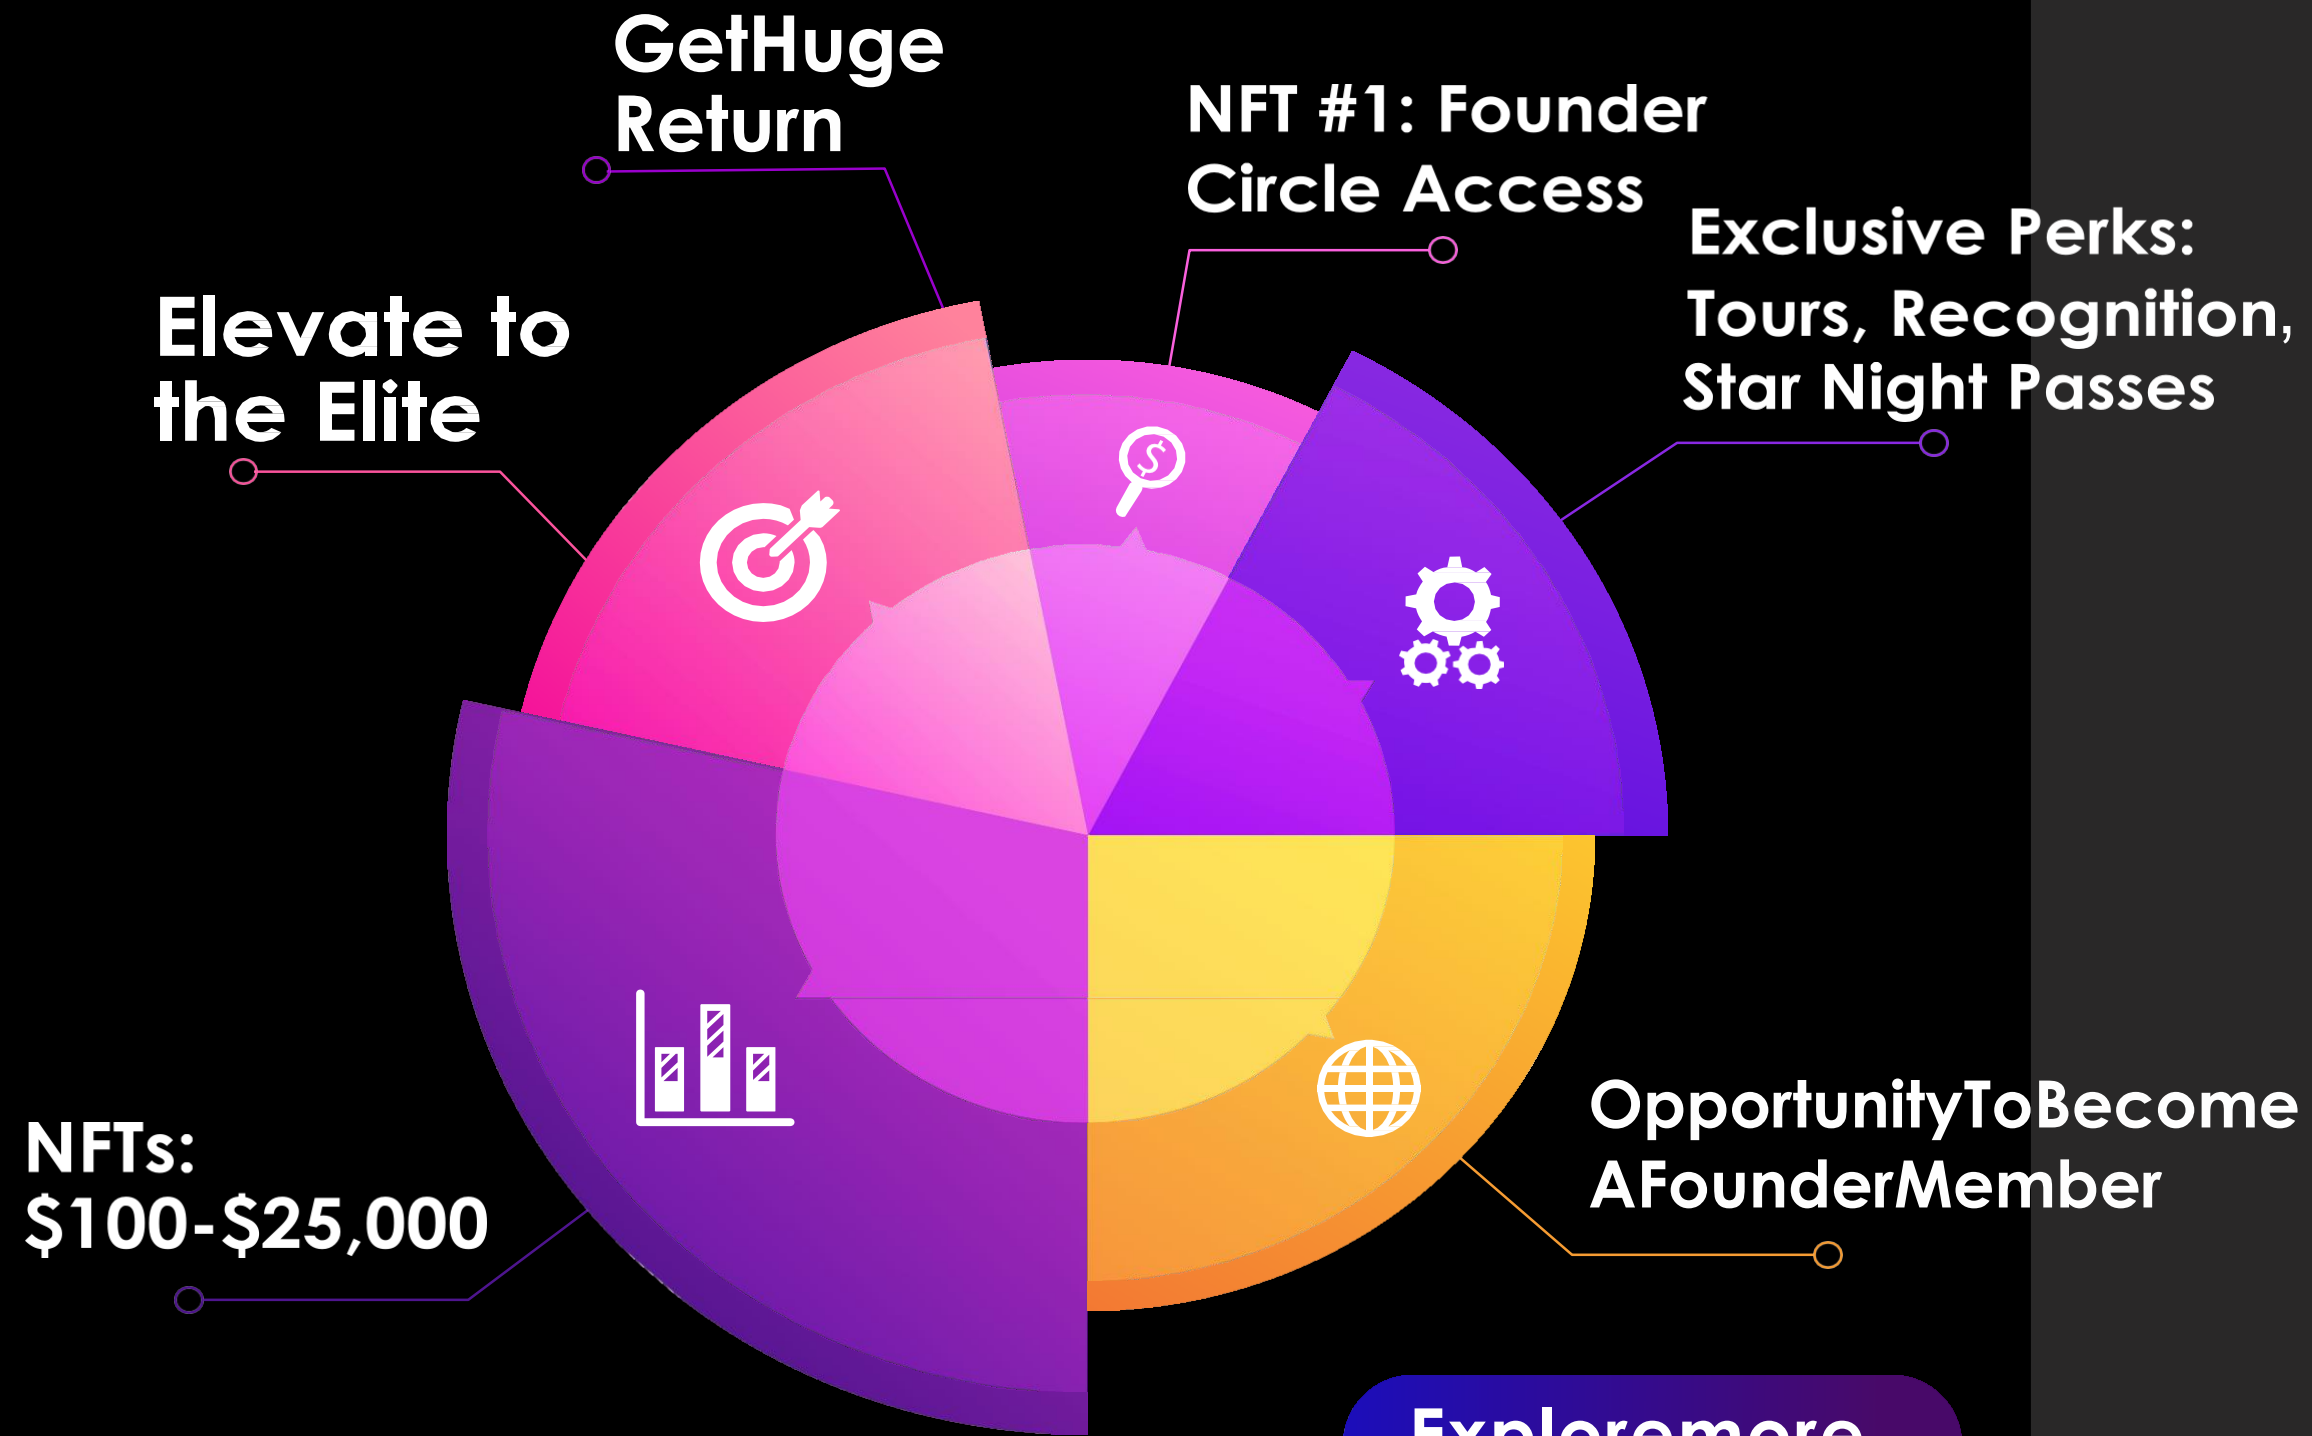 GetHuge
Return
NFT #1: Founder
Circle Access
Exclusive Perks:
Tours, Recognition,
Star Night Passes
Elevate to
the Elite
$
NFTs:
$100-$25,000
OpportunityToBecome
AFounderMember
Exploremore